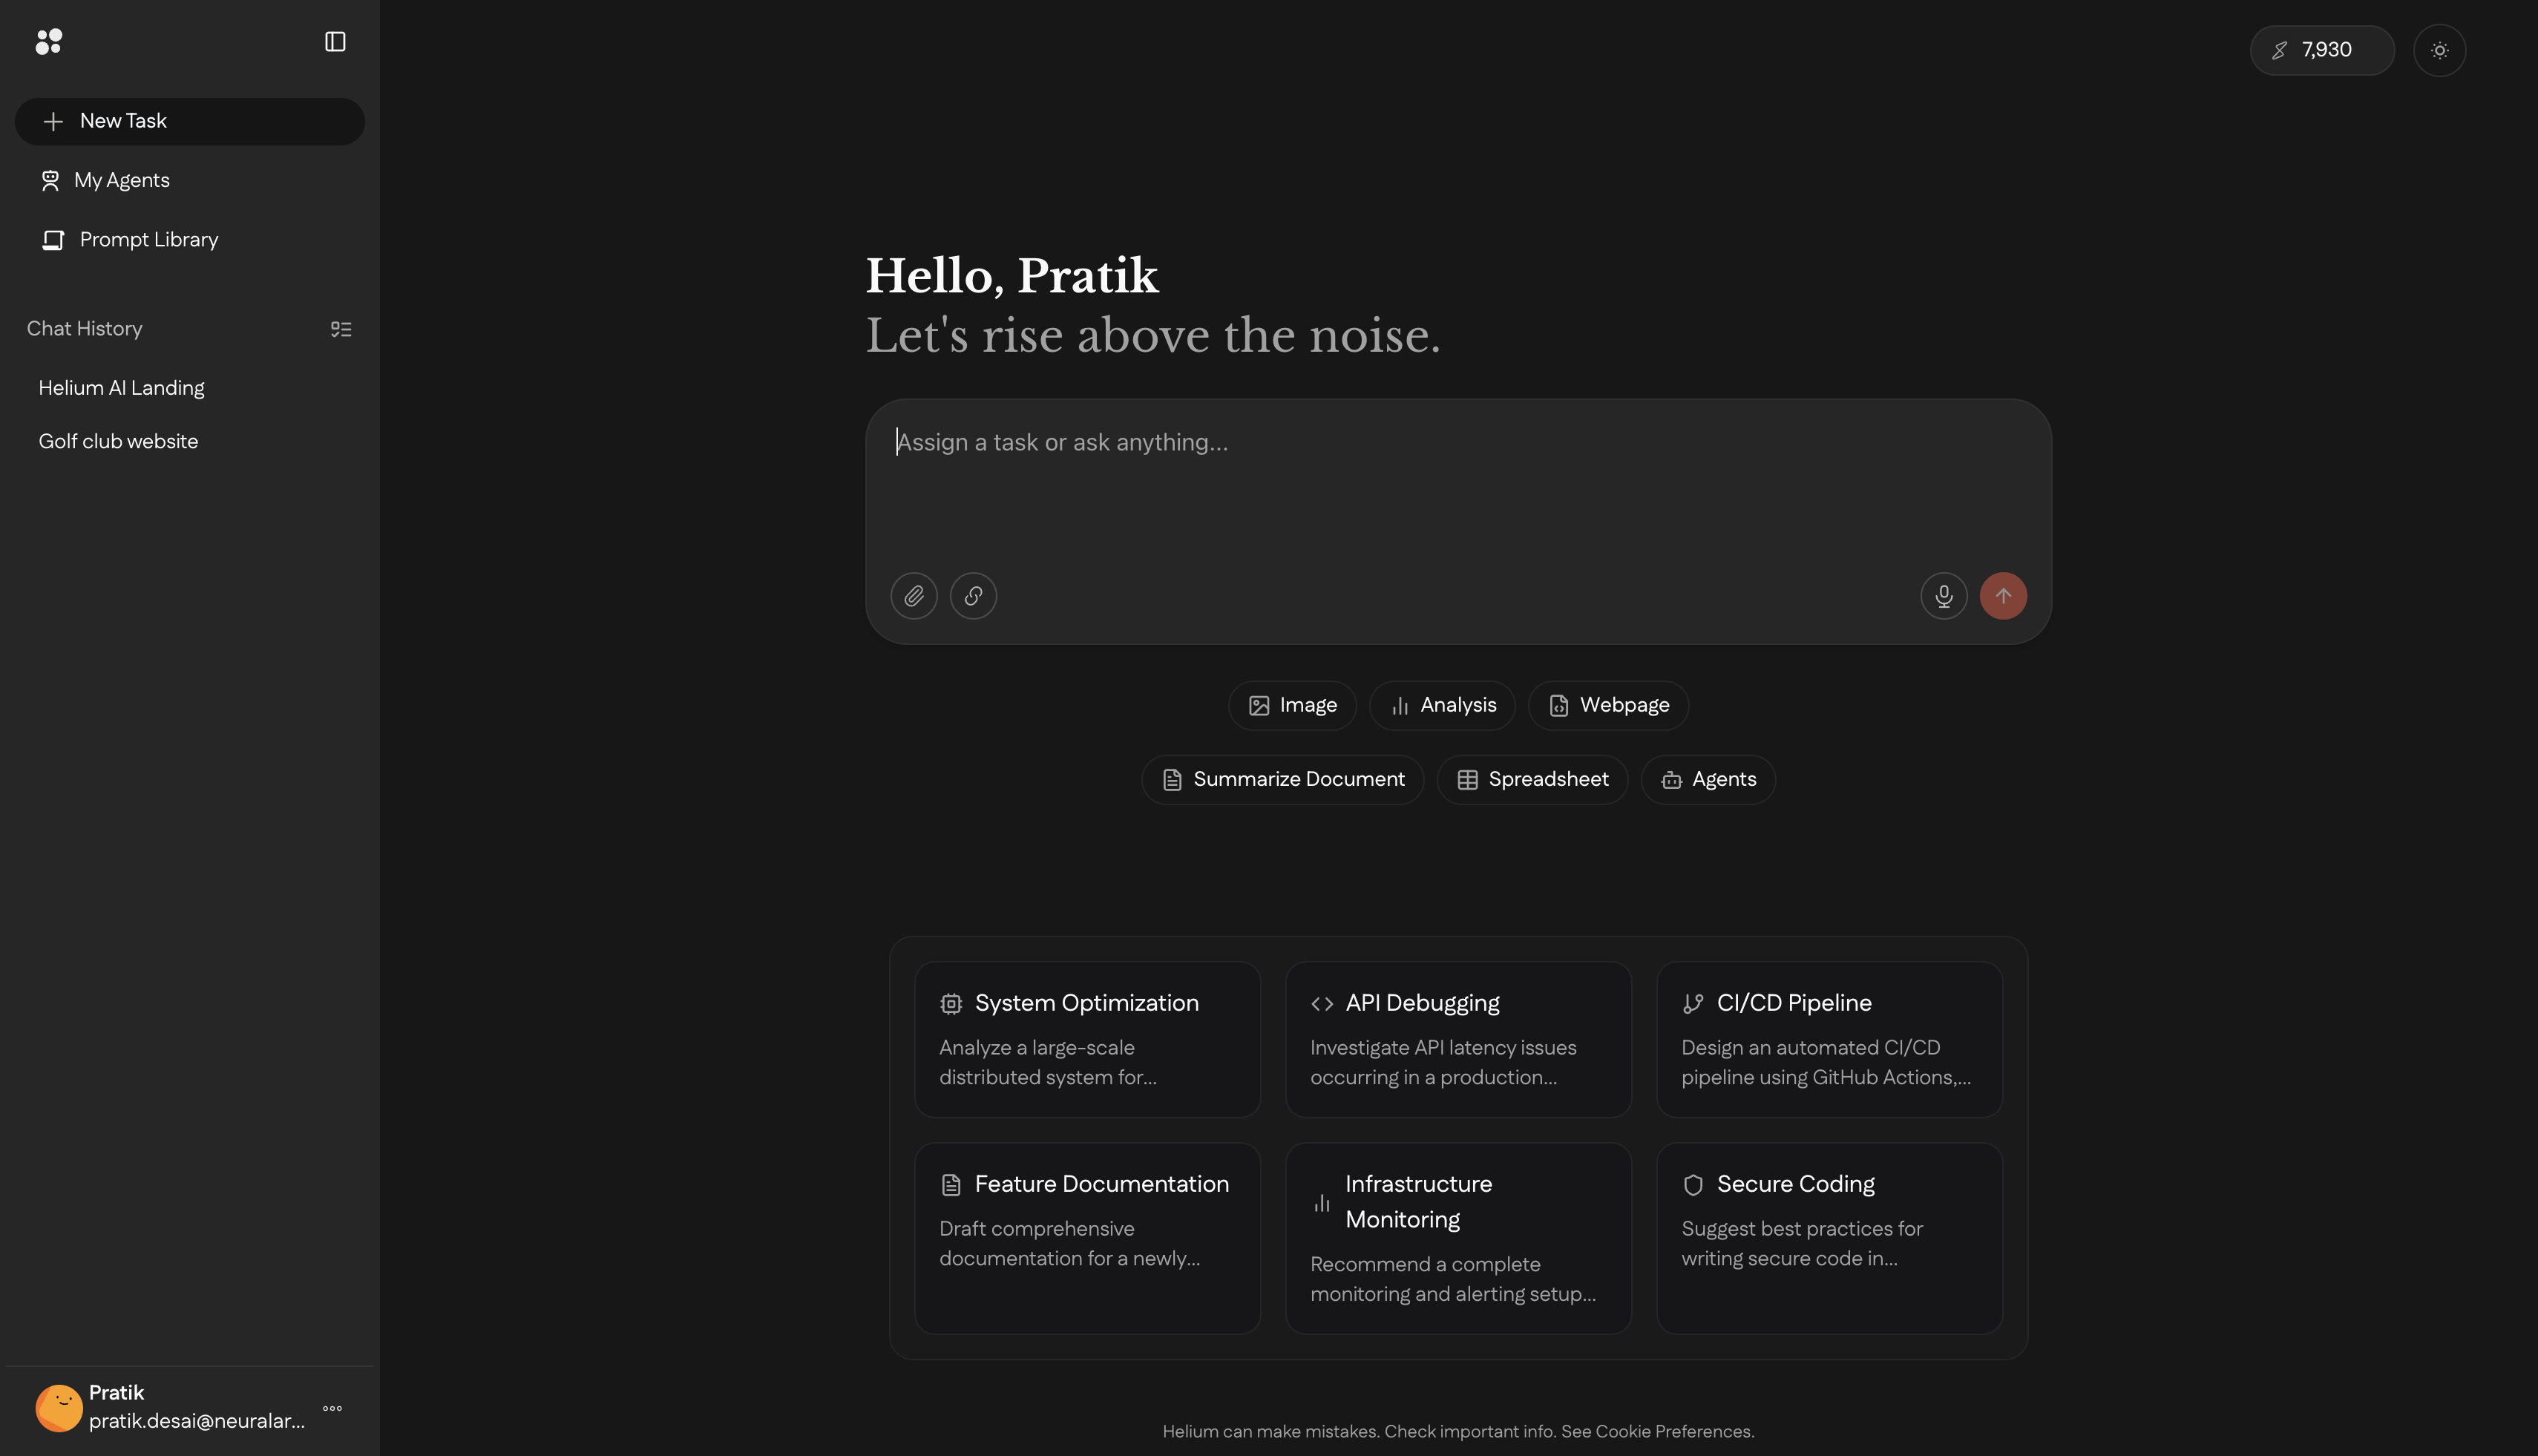 7,930
New Task
My Agents
Prompt Library
Chat History
Helium AI Landing
Golf club website
Hello, Pratik
Let's rise above the noise.
Assign a task or ask anything...
Image
Analysis
Webpage
Summarize Document
Spreadsheet
Agents
System Optimization
Analyze a large-scale
distributed system for...
API Debugging
Investigate API latency issues
occurring in a production...
CI/CD Pipeline
Design an automated CI/CD
pipeline using GitHub Actions,...
Feature Documentation
Draft comprehensive
documentation for a newly...
Infrastructure
Monitoring
Recommend a complete
monitoring and alerting setup...
Secure Coding
Suggest best practices for
writing secure code in...
Pratik
pratik.desai@neuralar...
Helium can make mistakes. Check important info. See Cookie Preferences.